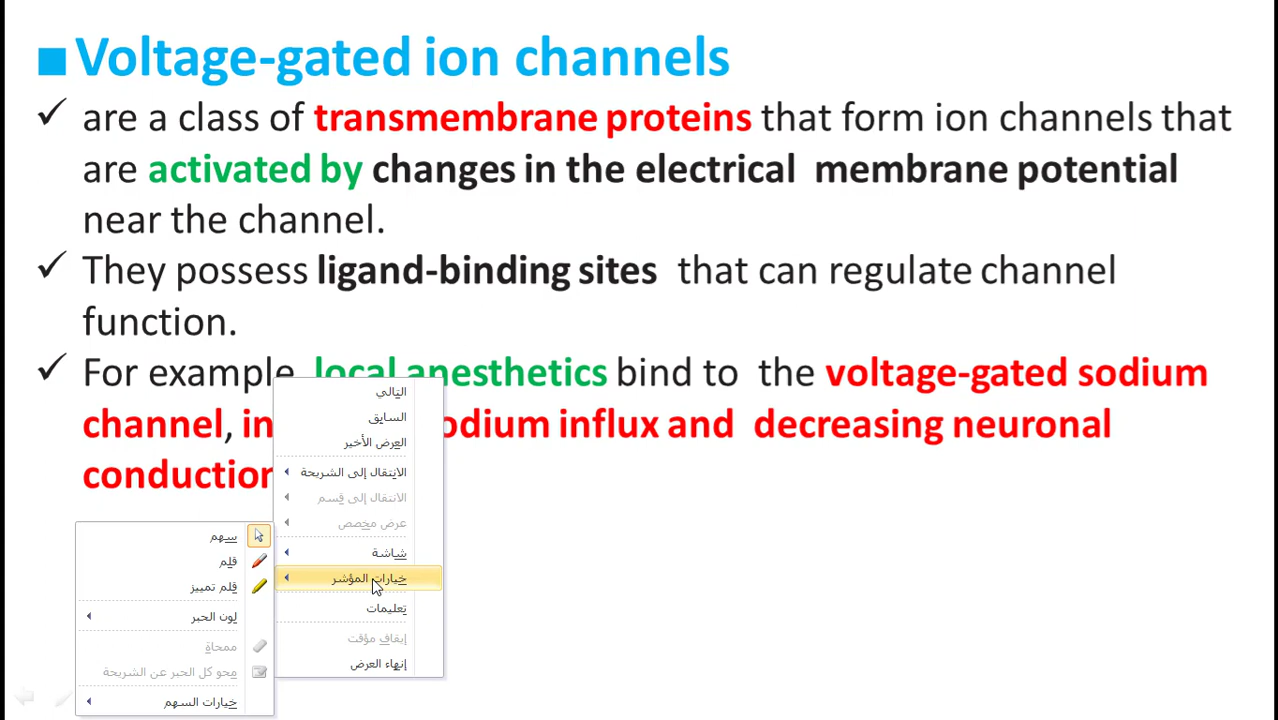 ■Voltage-gated ion channels
✓ are a class of transmembrane proteins that form ion channels that
are activated by changes in the electrical membrane potential
near the channel.
✓ They possess ligand-binding sites that can regulate channel
function.
✓ For example, local anesthetics bind to the voltage-gated sodium
channel, in odium influx and decreasing neuronal
conduction
التالي
السابق
العرض الأخير
الانتقال إلى الشريحة
الانتقال إلى قسم
عرض مخصص
شاشة
خيارات المؤشر
تعليمات
إيقاف مؤقت
إنهاء العرض
سهم
قلم
قلم تمييز
لون الحبر
ممحاة
محو كل الحبر عن الشريحة
خيارات السهم